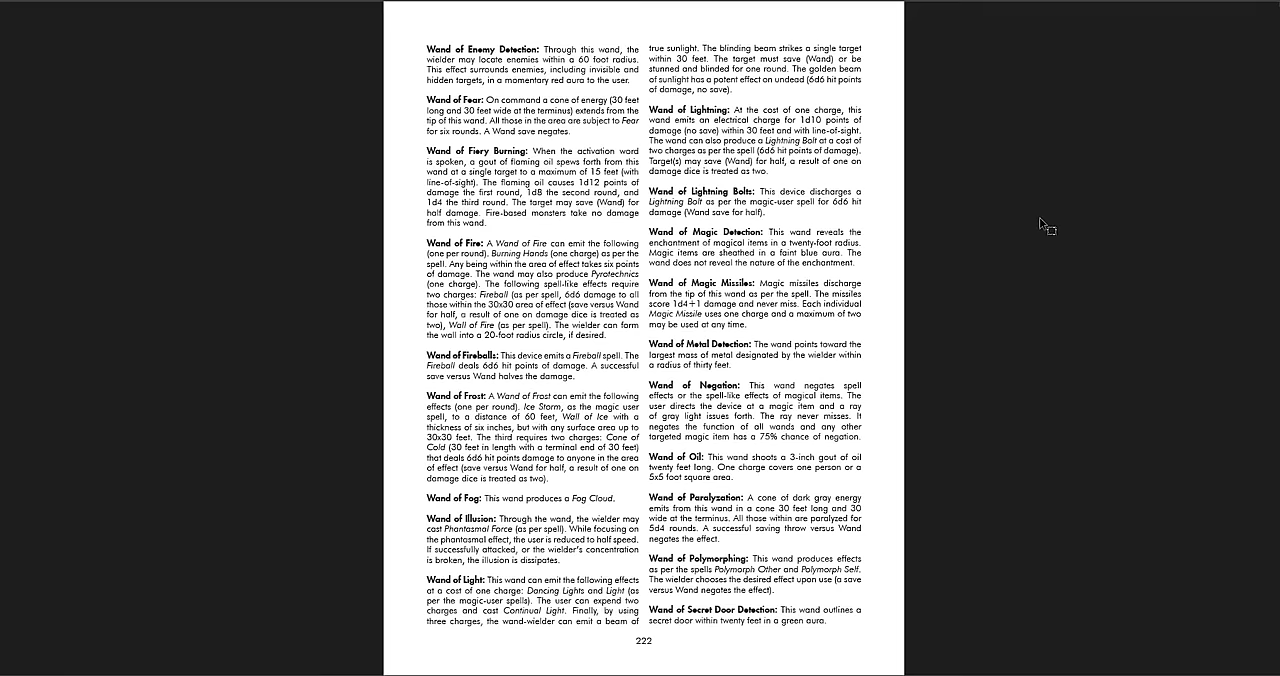 Wand of Enemy Detection: Through this wand, the
wielder may locate enemies within a 60 foot radius.
This effect surrounds enemies, including invisible and
hidden targets, in a momentary red aura to the user.
Wand of Fear: On command a cone of energy (30 feet
long and 30 feet wide at the terminus) extends from the
tip of this wand. All those in the area are subject to Fear
for six rounds. A Wand save negates.
Wand of Fiery Burning: When the activation word
is spoken, a gout of flaming oil spews forth from this
wand at a single target to a maximum of 15 feet (with
line-of-sight). The flaming oil causes 1d12 points of
damage the first round, 1d8 the second round, and
1d4 the third round. The target may save (Wand) for
half damage. Fire-based monsters take no damage
from this wand.
Wand of Fire: A Wand of Fire can emit the following
(one per round). Burning Hands (one charge) as per the
spell. Any being within the area of effect takes six points
of damage. The wand may also produce Pyrotechnics
(one charge). The following spell-like effects require
two charges: Fireball (as per spell, 6d6 damage to all
those within the 30x30 area of effect (save versus Wand
for half, a result of one on damage dice is treated as
two), Wall of Fire (as per spell). The wielder can form
the wall into a 20-foot radius circle, if desired.
Wand of Fireballs: This device emits a Fireball spell. The
Fireball deals 6d6 hit points of damage. A successful
save versus Wand halves the damage.
Wand of Frost: A Wand of Frost can emit the following
effects (one per round). Ice Storm, as the magic user
spell, to a distance of 60 feet, Wall of Ice with a
thickness of six inches, but with any surface area up to
30x30 feet. The third requires two charges: Cone of
Cold (30 feet in length with a terminal end of 30 feet)
that deals 6d6 hit points damage to anyone in the area
of effect (save versus Wand for half, a result of one on
damage dice is treated as two).
Wand of Fog: This wand produces a Fog Cloud.
Wand of Illusion: Through the wand, the wielder may
cast Phantasmal Force (as per spell). While focusing on
the phantasmal effect, the user is reduced to half speed.
If successfully attacked, or the wielder's concentration
is broken, the illusion is dissipates.
Wand of Light: This wand can emit the following effects
at a cost of one charge: Dancing Lights and Light (as
per the magic-user spells). The user can expend two
charges and cast Continual Light. Finally, by using
three charges, the wand-wielder can emit a beam of
true sunlight. The blinding beam strikes a single target
within 30 feet. The target must save (Wand) or be
stunned and blinded for one round. The golden beam
of sunlight has a potent effect on undead (6d6 hit points
of damage, no save).
Wand of Lightning: At the cost of one charge, this
wand emits an electrical charge for 1d10 points of
damage (no save) within 30 feet and with line-of-sight.
The wand can also produce a Lightning Bolt at a cost of
two charges as per the spell (6d6 hit points of damage).
Target(s) may save (Wand) for half, a result of one on
damage dice is treated as two.
Wand of Lightning Bolts: This device discharges a
Lightning Bolt as per the magic-user spell for 6d6 hit
damage (Wand save for half).
Wand of Magic Detection: This wand reveals the
enchantment of magical items in a twenty-foot radius.
Magic items are sheathed in a faint blue aura. The
wand does not reveal the nature of the enchantment.
Wand of Magic Missiles: Magic missiles discharge
from the tip of this wand as per the spell. The missiles
score 1d4+1 damage and never miss. Each individual
Magic Missile uses one charge and a maximum of two
may be used at any time.
Wand of Metal Detection: The wand points toward the
largest mass of metal designated by the wielder within
a radius of thirty feet.
Wand of Negation: This wand negates spell
effects or the spell-like effects of magical items. The
user directs the device at a magic item and a ray
of gray light issues forth. The ray never misses. It
negates the function of all wands and any other
targeted magic item has a 75% chance of negation.
Wand of Oil: This wand shoots a 3-inch gout of oil
twenty feet long. One charge covers one person or a
5x5 foot square area.
Wand of Paralyzation: A cone of dark gray energy
emits from this wand in a cone 30 feet long and 30
wide at the terminus. All those within are paralyzed for
5d4 rounds. A successful saving throw versus Wand
negates the effect.
Wand of Polymorphing: This wand produces effects
as per the spells Polymorph Other and Polymorph Self.
The wielder chooses the desired effect upon use (a save
versus Wand negates the effect).
Wand of Secret Door Detection: This wand outlines a
secret door within twenty feet in a green aura.
222